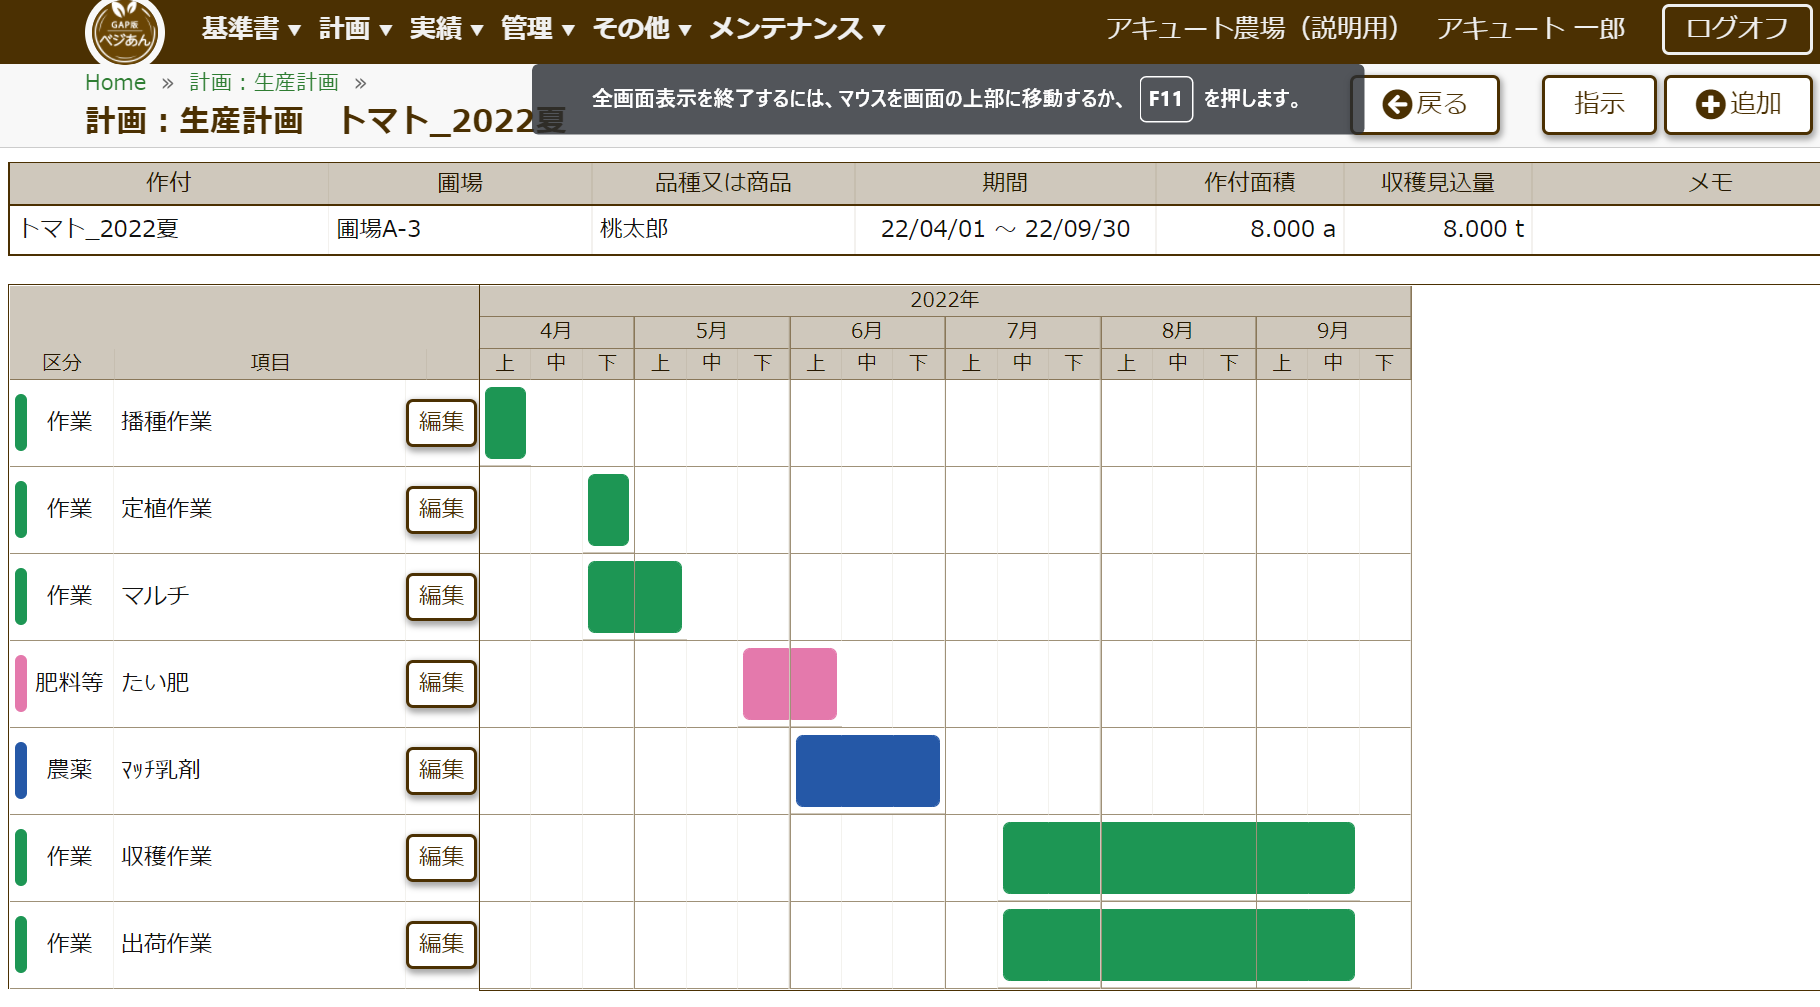 GAP版
ベジあん
基準書 ▼ 計画 ▼ 実績 ▼ 管理 ▼ その他 ▼ メンテナンス ▼ アキュート農場（説明用） アキュート 一郎 ログオフ
Home » 計画：生産計画 »
計画：生産計画　トマト_2022夏
全画面表示を終了するには、マウスを画面の上部に移動するか、 F11 を押します。
戻る 指示 追加
作付 圃場 品種又は商品 期間 作付面積 収穫見込量 メモ
トマト_2022夏 圃場A-3 桃太郎 22/04/01 ～ 22/09/30 8.000 a 8.000 t
2022年
4月 5月 6月 7月 8月 9月
区分 項目 上 中 下 上 中 下 上 中 下 上 中 下 上 中 下 上 中 下
作業 播種作業 編集
作業 定植作業 編集
作業 マルチ 編集
肥料等 たい肥 編集
農薬 ﾏｯﾁ乳剤 編集
作業 収穫作業 編集
作業 出荷作業 編集